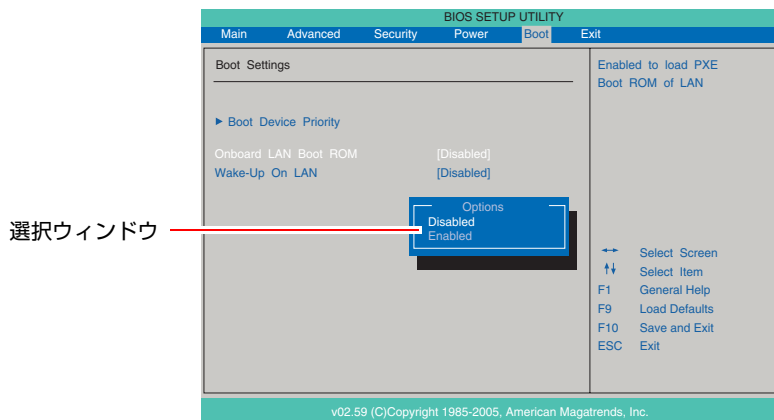 BIOS SETUP UTILITY
Main Advanced Security Power Boot Exit
Boot Settings
Enabled to load PXE
Boot ROM of LAN
▶ Boot Device Priority
Onboard LAN Boot ROM [Disabled]
Wake-Up On LAN [Disabled]
Options
Disabled
Enabled
選択ウィンドウ
↔ Select Screen
↑↓ Select Item
F1 General Help
F9 Load Defaults
F10 Save and Exit
ESC Exit
v02.59 (C)Copyright 1985-2005, American Magatrends, Inc.